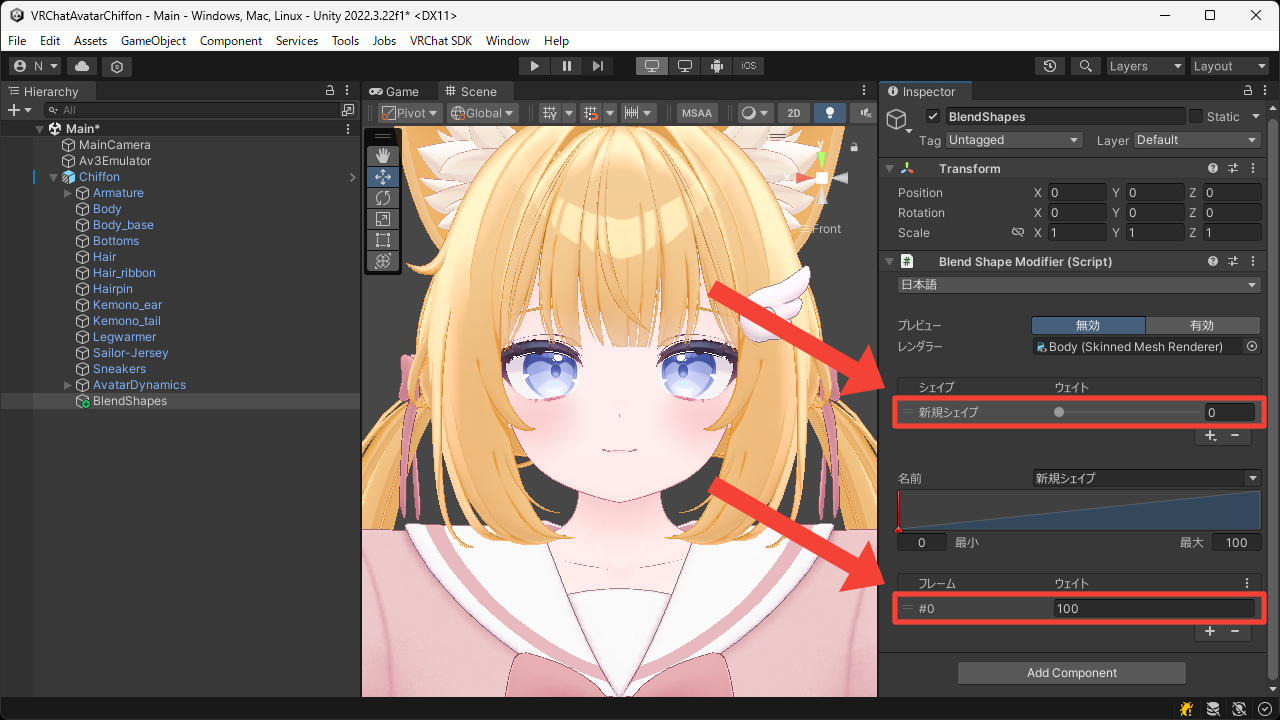 VRChatAvatarChiffon - Main - Windows, Mac, Linux - Unity 2022.3.22f1* <DX11>
File Edit Assets GameObject Component Services Tools Jobs VRChat SDK Window Help
N iOS Layers Layout
Hierarchy
All
Main*
MainCamera
Av3Emulator
Chiffon
Armature
Body
Body_base
Bottoms
Hair
Hair_ribbon
Hairpin
Kemono_ear
Kemono_tail
Legwarmer
Sailor-Jersey
Sneakers
AvatarDynamics
BlendShapes
Game Scene
Pivot Global MSAA 2D
y
Front
Inspector
BlendShapes Static
Tag Untagged Layer Default
Transform
Position X 0 Y 0 Z 0
Rotation X 0 Y 0 Z 0
Scale X 1 Y 1 Z 1
# Blend Shape Modifier (Script)
日本語
プレビュー 無効 有効
レンダラー Body (Skinned Mesh Renderer)
シェイプ ウェイト
新規シェイプ 0
名前 新規シェイプ
0 最小 最大 100
フレーム ウェイト
#0 100
Add Component